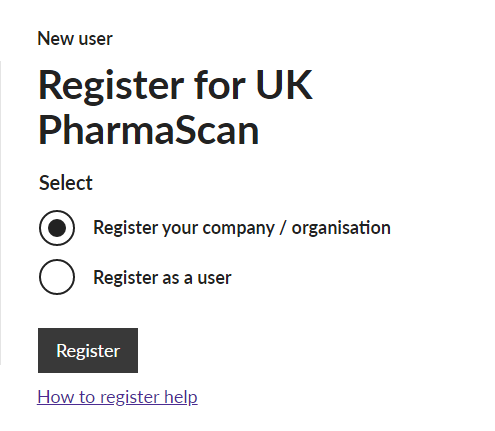 New user
Register for UK
PharmaScan
Select
Register your company / organisation
Register as a user
Register
How to register help